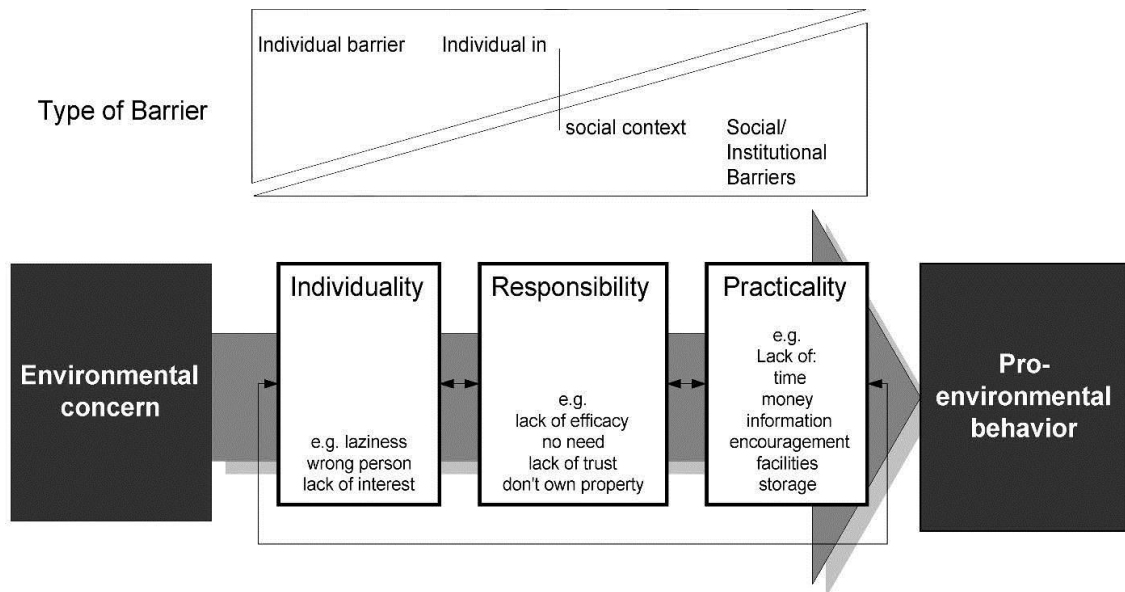 Individual barrier
Individual in
social context
Type of Barrier
Social/
Institutional
Barriers
Environmental
concern
Individuality
e.g. laziness
wrong person
lack of interest
Responsibility
e.g.
lack of efficacy
no need
lack of trust
don't own property
Practicality
e.g.
Lack of:
time
money
information
encouragement
facilities
storage
Pro-
environmental
behavior